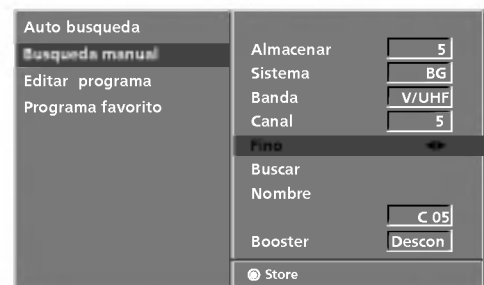 Auto busqueda
Busqueda manual
Editar programa
Programa favorito
Almacenar 5
Sistema BG
Banda V/UHF
Canal 5
Fino
Buscar
Nombre
C 05
Booster Descon
Store